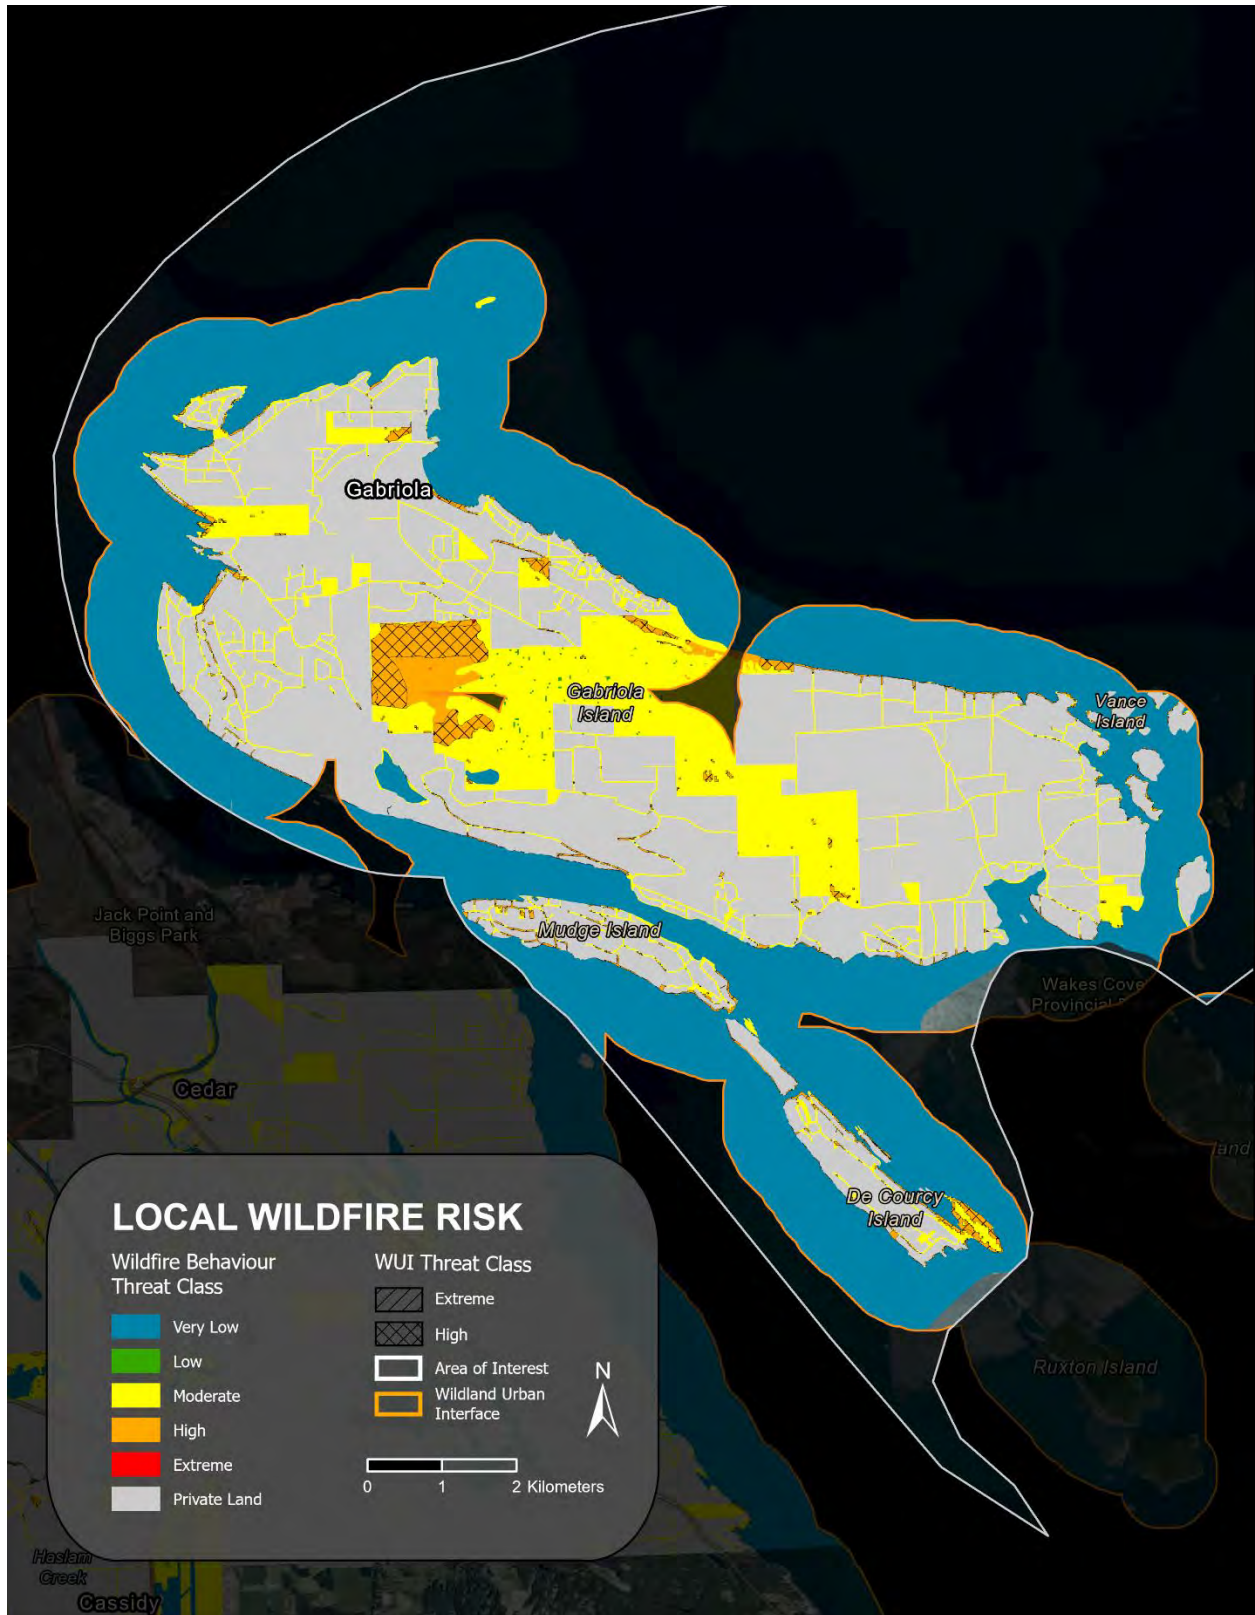 Gabriola
Gabriola
Island
Vance
Island
Jack Point and
Biggs Park
Mudge Island
Wakes Cove
Provincial
Cedar
land
De Courcy
Island
Ruxton Island
LOCAL WILDFIRE RISK
Wildfire Behaviour
Threat Class
Very Low
Low
Moderate
High
Extreme
Private Land
WUI Threat Class
Extreme
High
Area of Interest
Wildland Urban
Interface
N
0 1 2 Kilometers
Haslam
Creek
Cassidy